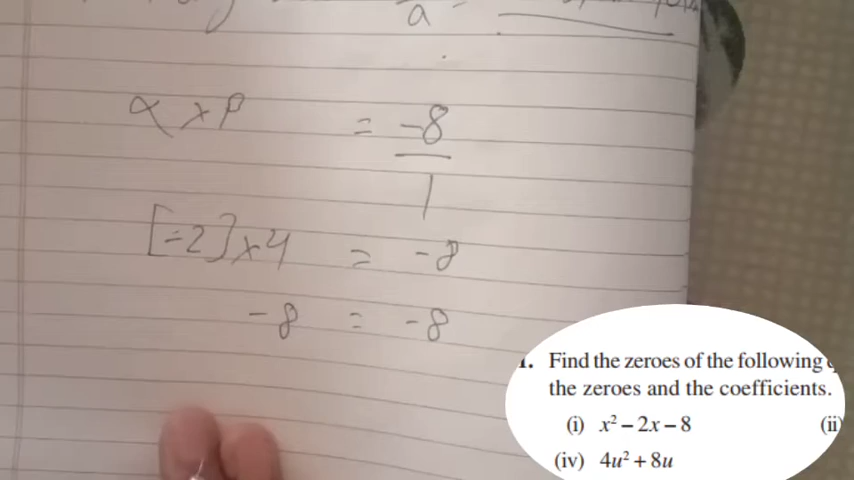 a
α × β = -8/1
[-2] × 4 = -8
-8 = -8
1. Find the zeroes of the following
the zeroes and the coefficients.
(i) x² – 2x – 8 (ii)
(iv) 4u² + 8u